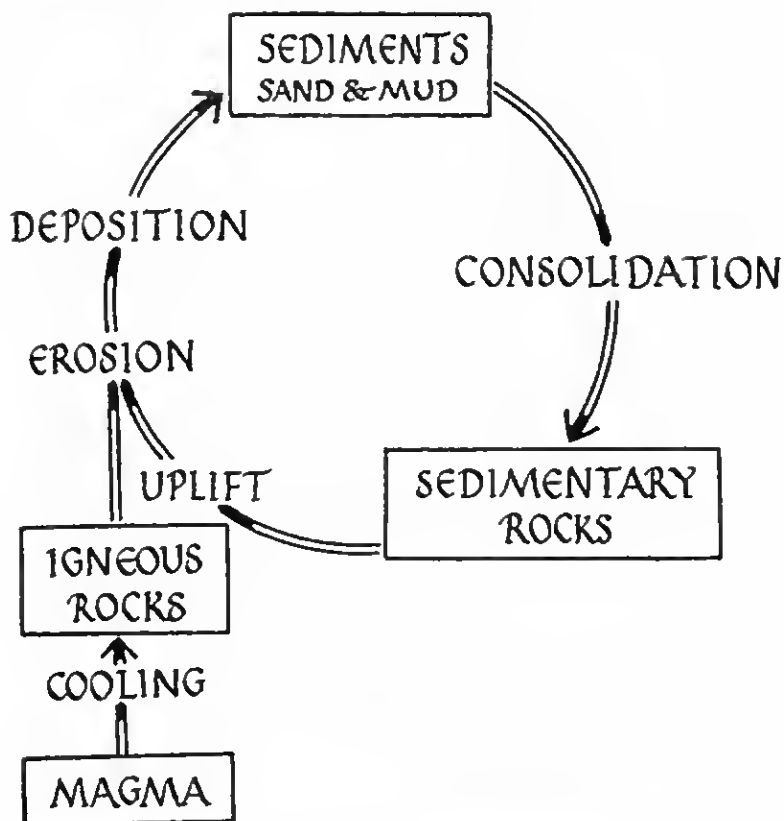 SEDIMENTS
SAND & MUD
DEPOSITION
CONSOLIDATION
EROSION
UPLIFT
SEDIMENTARY
ROCKS
IGNEOUS
ROCKS
COOLING
MAGMA